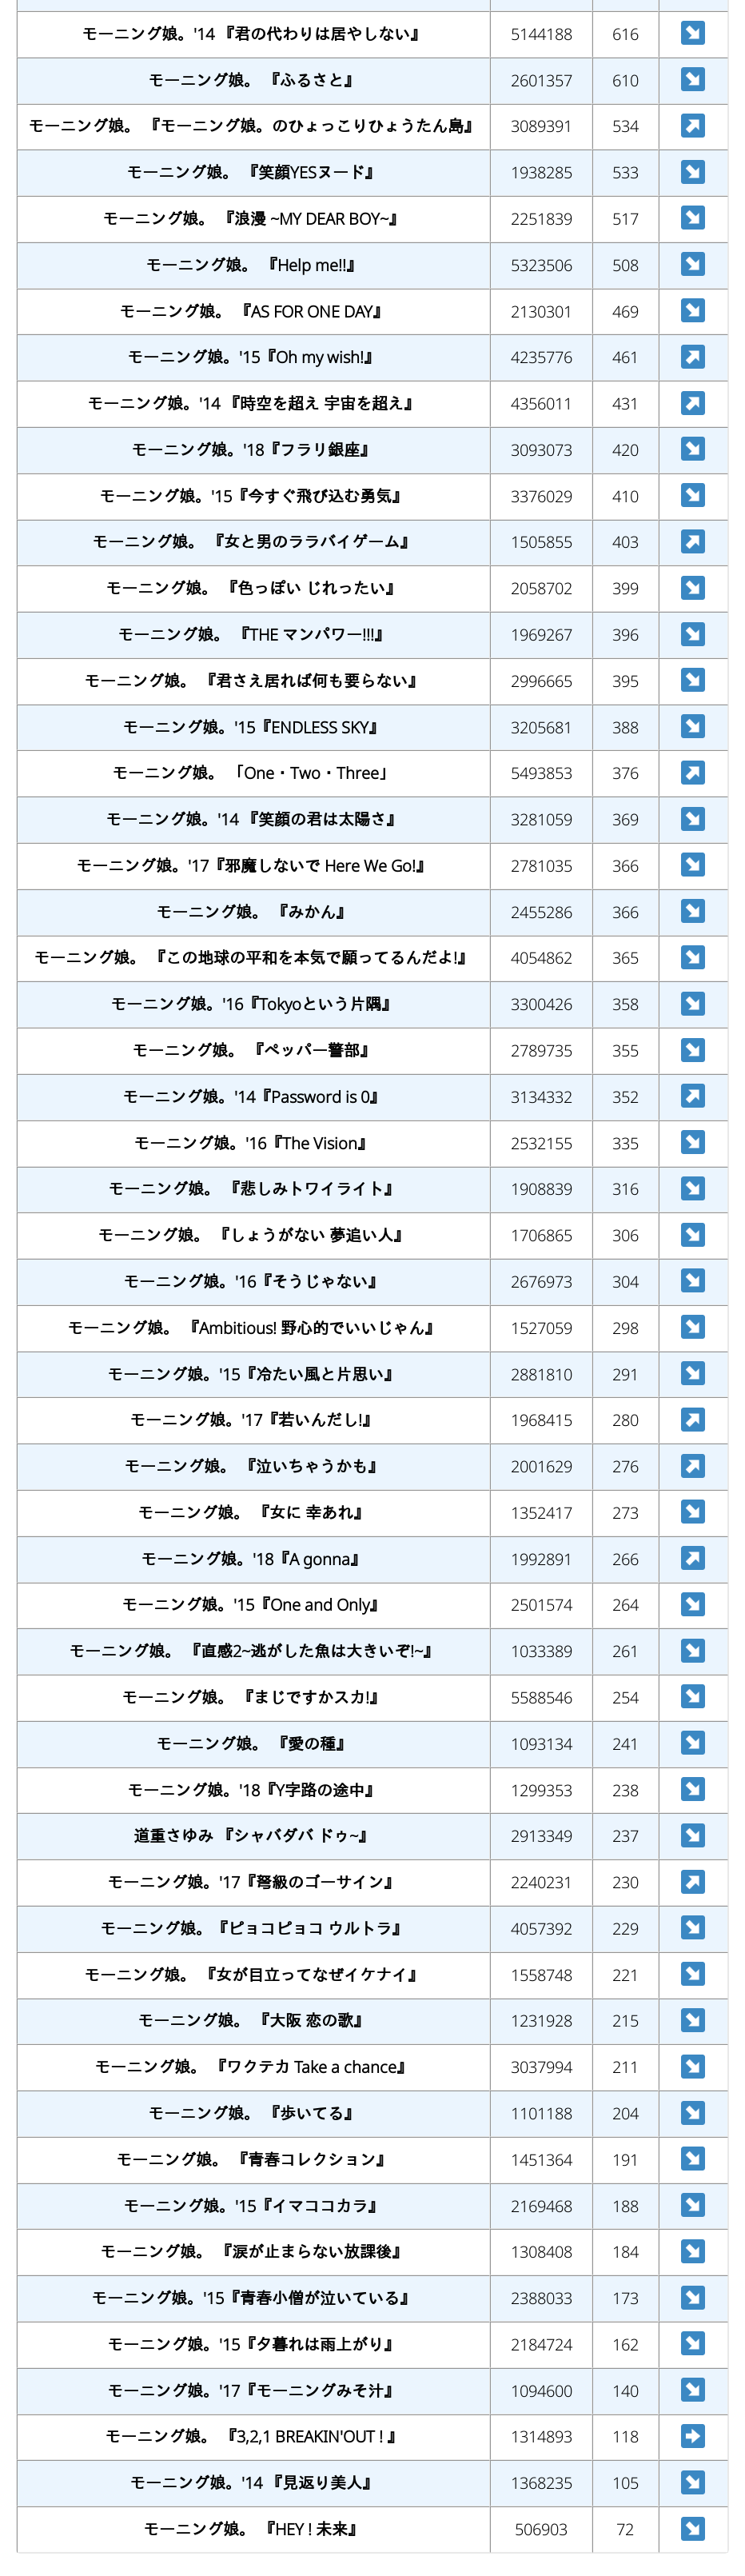 モーニング娘。'14 『君の代わりは居やしない』 5144188 616 ↘
モーニング娘。 『ふるさと』 2601357 610 ↘
モーニング娘。 『モーニング娘。のひょっこりひょうたん島』 3089391 534 ↗
モーニング娘。 『笑顔YESヌード』 1938285 533 ↘
モーニング娘。 『浪漫 ~MY DEAR BOY~』 2251839 517 ↘
モーニング娘。 『Help me!!』 5323506 508 ↘
モーニング娘。 『AS FOR ONE DAY』 2130301 469 ↘
モーニング娘。'15『Oh my wish!』 4235776 461 ↗
モーニング娘。'14 『時空を超え 宇宙を超え』 4356011 431 ↗
モーニング娘。'18『フラリ銀座』 3093073 420 ↘
モーニング娘。'15『今すぐ飛び込む勇気』 3376029 410 ↘
モーニング娘。 『女と男のララバイゲーム』 1505855 403 ↗
モーニング娘。 『色っぽい じれったい』 2058702 399 ↘
モーニング娘。 『THE マンパワー!!!』 1969267 396 ↘
モーニング娘。 『君さえ居れば何も要らない』 2996665 395 ↘
モーニング娘。'15『ENDLESS SKY』 3205681 388 ↘
モーニング娘。 「One・Two・Three」 5493853 376 ↗
モーニング娘。'14 『笑顔の君は太陽さ』 3281059 369 ↘
モーニング娘。'17『邪魔しないで Here We Go!』 2781035 366 ↘
モーニング娘。 『みかん』 2455286 366 ↘
モーニング娘。 『この地球の平和を本気で願ってるんだよ!』 4054862 365 ↘
モーニング娘。'16『Tokyoという片隅』 3300426 358 ↘
モーニング娘。 『ペッパー警部』 2789735 355 ↘
モーニング娘。'14『Password is 0』 3134332 352 ↗
モーニング娘。'16『The Vision』 2532155 335 ↘
モーニング娘。 『悲しみトワイライト』 1908839 316 ↘
モーニング娘。 『しょうがない 夢追い人』 1706865 306 ↘
モーニング娘。'16『そうじゃない』 2676973 304 ↘
モーニング娘。 『Ambitious! 野心的でいいじゃん』 1527059 298 ↘
モーニング娘。'15『冷たい風と片思い』 2881810 291 ↘
モーニング娘。'17『若いんだし!』 1968415 280 ↗
モーニング娘。 『泣いちゃうかも』 2001629 276 ↗
モーニング娘。 『女に 幸あれ』 1352417 273 ↘
モーニング娘。'18『A gonna』 1992891 266 ↗
モーニング娘。'15『One and Only』 2501574 264 ↘
モーニング娘。 『直感2~逃がした魚は大きいぞ!~』 1033389 261 ↘
モーニング娘。 『まじですかスカ!』 5588546 254 ↘
モーニング娘。 『愛の種』 1093134 241 ↘
モーニング娘。'18『Y字路の途中』 1299353 238 ↘
道重さゆみ 『シャバダバ ドゥ~』 2913349 237 ↘
モーニング娘。'17『弩級のゴーサイン』 2240231 230 ↗
モーニング娘。『ピョコピョコ ウルトラ』 4057392 229 ↘
モーニング娘。 『女が目立ってなぜイケナイ』 1558748 221 ↘
モーニング娘。 『大阪 恋の歌』 1231928 215 ↘
モーニング娘。 『ワクテカ Take a chance』 3037994 211 ↘
モーニング娘。 『歩いてる』 1101188 204 ↘
モーニング娘。 『青春コレクション』 1451364 191 ↘
モーニング娘。'15『イマココカラ』 2169468 188 ↘
モーニング娘。 『涙が止まらない放課後』 1308408 184 ↘
モーニング娘。'15『青春小僧が泣いている』 2388033 173 ↘
モーニング娘。'15『夕暮れは雨上がり』 2184724 162 ↘
モーニング娘。'17『モーニングみそ汁』 1094600 140 ↘
モーニング娘。 『3,2,1 BREAKIN'OUT ! 』 1314893 118 ➡
モーニング娘。'14 『見返り美人』 1368235 105 ↘
モーニング娘。 『HEY ! 未来』 506903 72 ↘